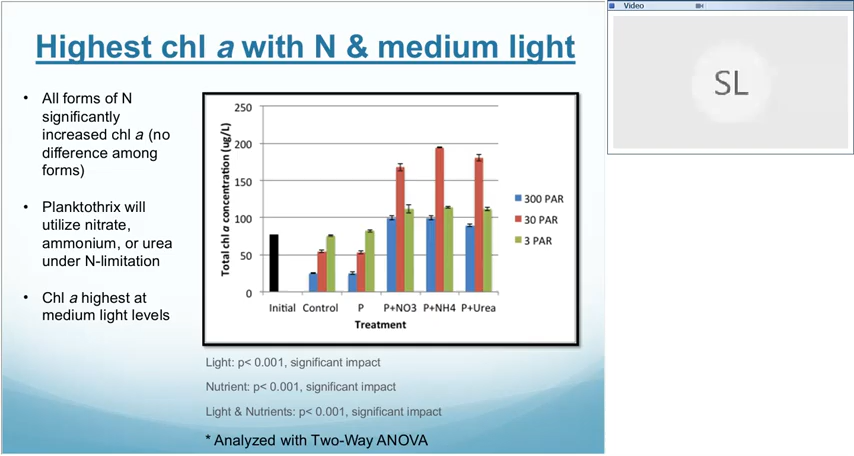 Highest chl a with N & medium light
• All forms of N
significantly
increased chl a (no
difference among
forms)
• Planktothrix will
utilize nitrate,
ammonium, or urea
under N-limitation
• Chl a highest at
medium light levels
Total chl a concentration (ug/L)
250
200
150
100
50
0
Initial Control P P+NO3 P+NH4 P+Urea
Treatment
300 PAR
30 PAR
3 PAR
Light: p< 0.001, significant impact
Nutrient: p< 0.001, significant impact
Light & Nutrients: p< 0.001, significant impact
* Analyzed with Two-Way ANOVA
Video
SL